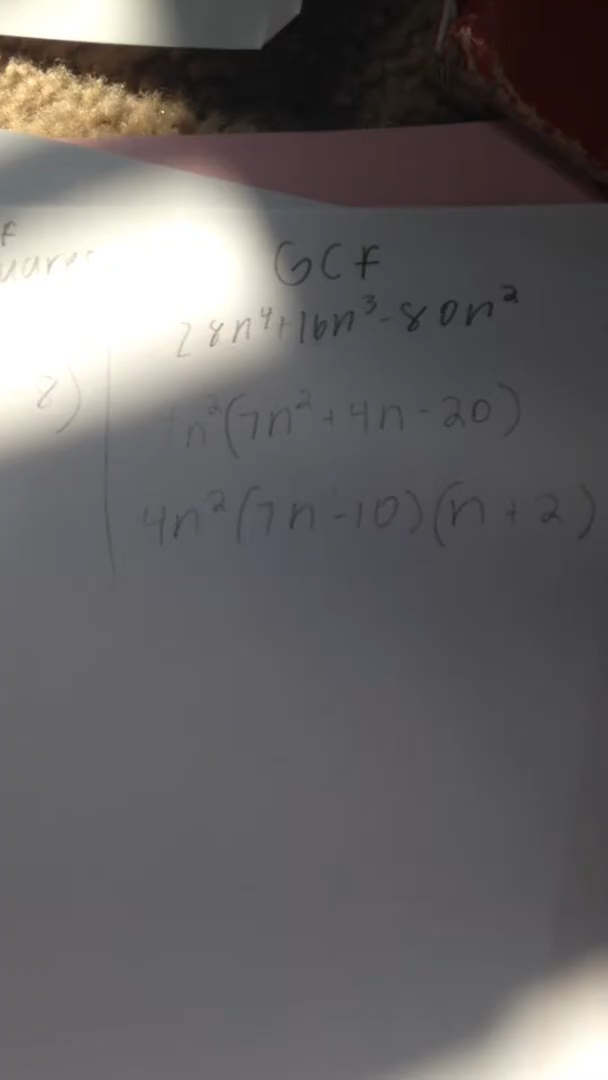 GCF
28n⁴+16n³-80n²
8)
4n²(7n²+4n-20)
4n²(7n-10)(n+2)